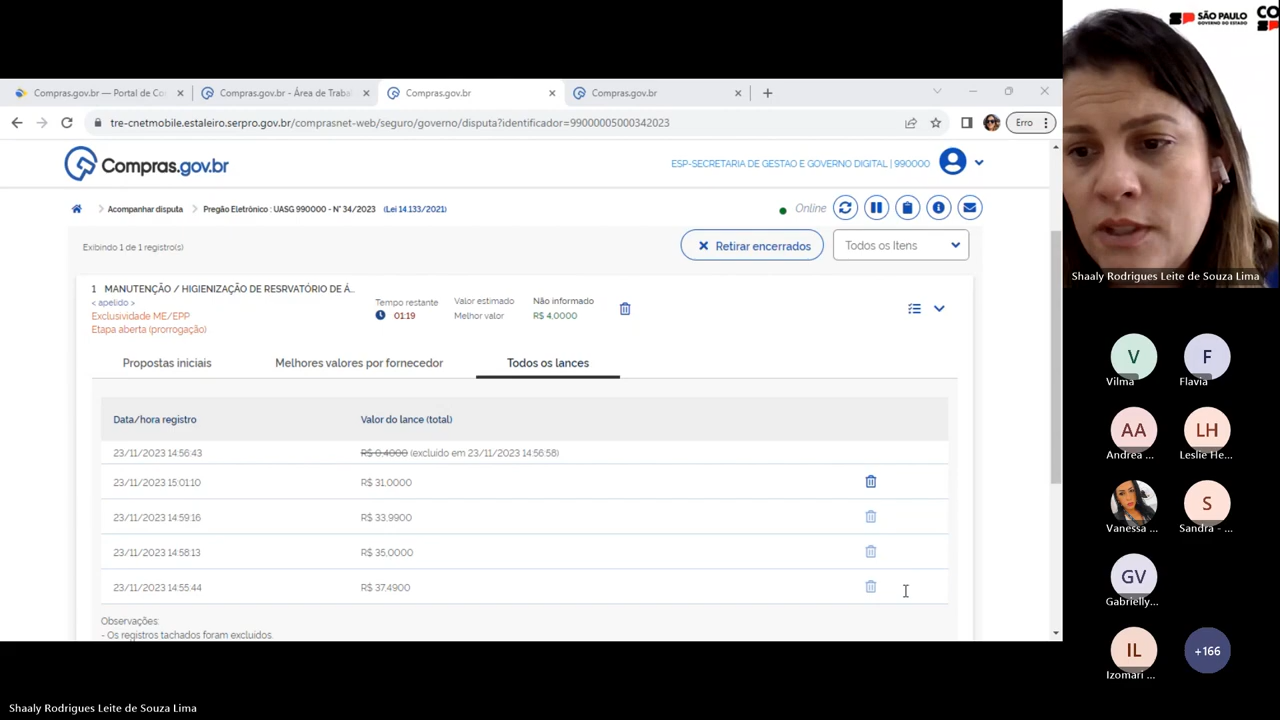 SÃO PAULO
GOVERNO DO ESTADO
Compras.gov.br — Portal de Co
Compras.gov.br - Área de Traba
Compras.gov.br
Compras.gov.br
tre-cnetmobile.estaleiro.serpro.gov.br/comprasnet-web/seguro/governo/disputa?identificador=99000005000342023
Erro
Compras.gov.br
ESP-SECRETARIA DE GESTAO E GOVERNO DIGITAL | 990000
Acompanhar disputa
Pregão Eletrônico : UASG 990000 - N° 34/2023
(Lei 14.133/2021)
Online
Exibindo 1 de 1 registro(s)
Retirar encerrados
Todos os Itens
1 MANUTENÇÃO / HIGIENIZAÇÃO DE RESRVATÓRIO DE Á...
< apelido >
Exclusividade ME/EPP
Etapa aberta (prorrogação)
Tempo restante
01:19
Valor estimado
Não informado
Melhor valor
R$ 4,0000
Propostas iniciais
Melhores valores por fornecedor
Todos os lances
Data/hora registro
Valor do lance (total)
23/11/2023 14:56:43
R$ 0,4000 (excluído em 23/11/2023 14:56:58)
23/11/2023 15:01:10
R$ 31,0000
23/11/2023 14:59:16
R$ 33,9900
23/11/2023 14:58:13
R$ 35,0000
23/11/2023 14:55:44
R$ 37,4900
Observações:
- Os registros tachados foram excluídos.
Shaaly Rodrigues Leite de Souza Lima
V
Vilma
F
Flavia
AA
Andrea ...
LH
Leslie He...
Vanessa ...
S
Sandra - ...
GV
Gabrielly...
IL
Izomari ...
+166
Shaaly Rodrigues Leite de Souza Lima